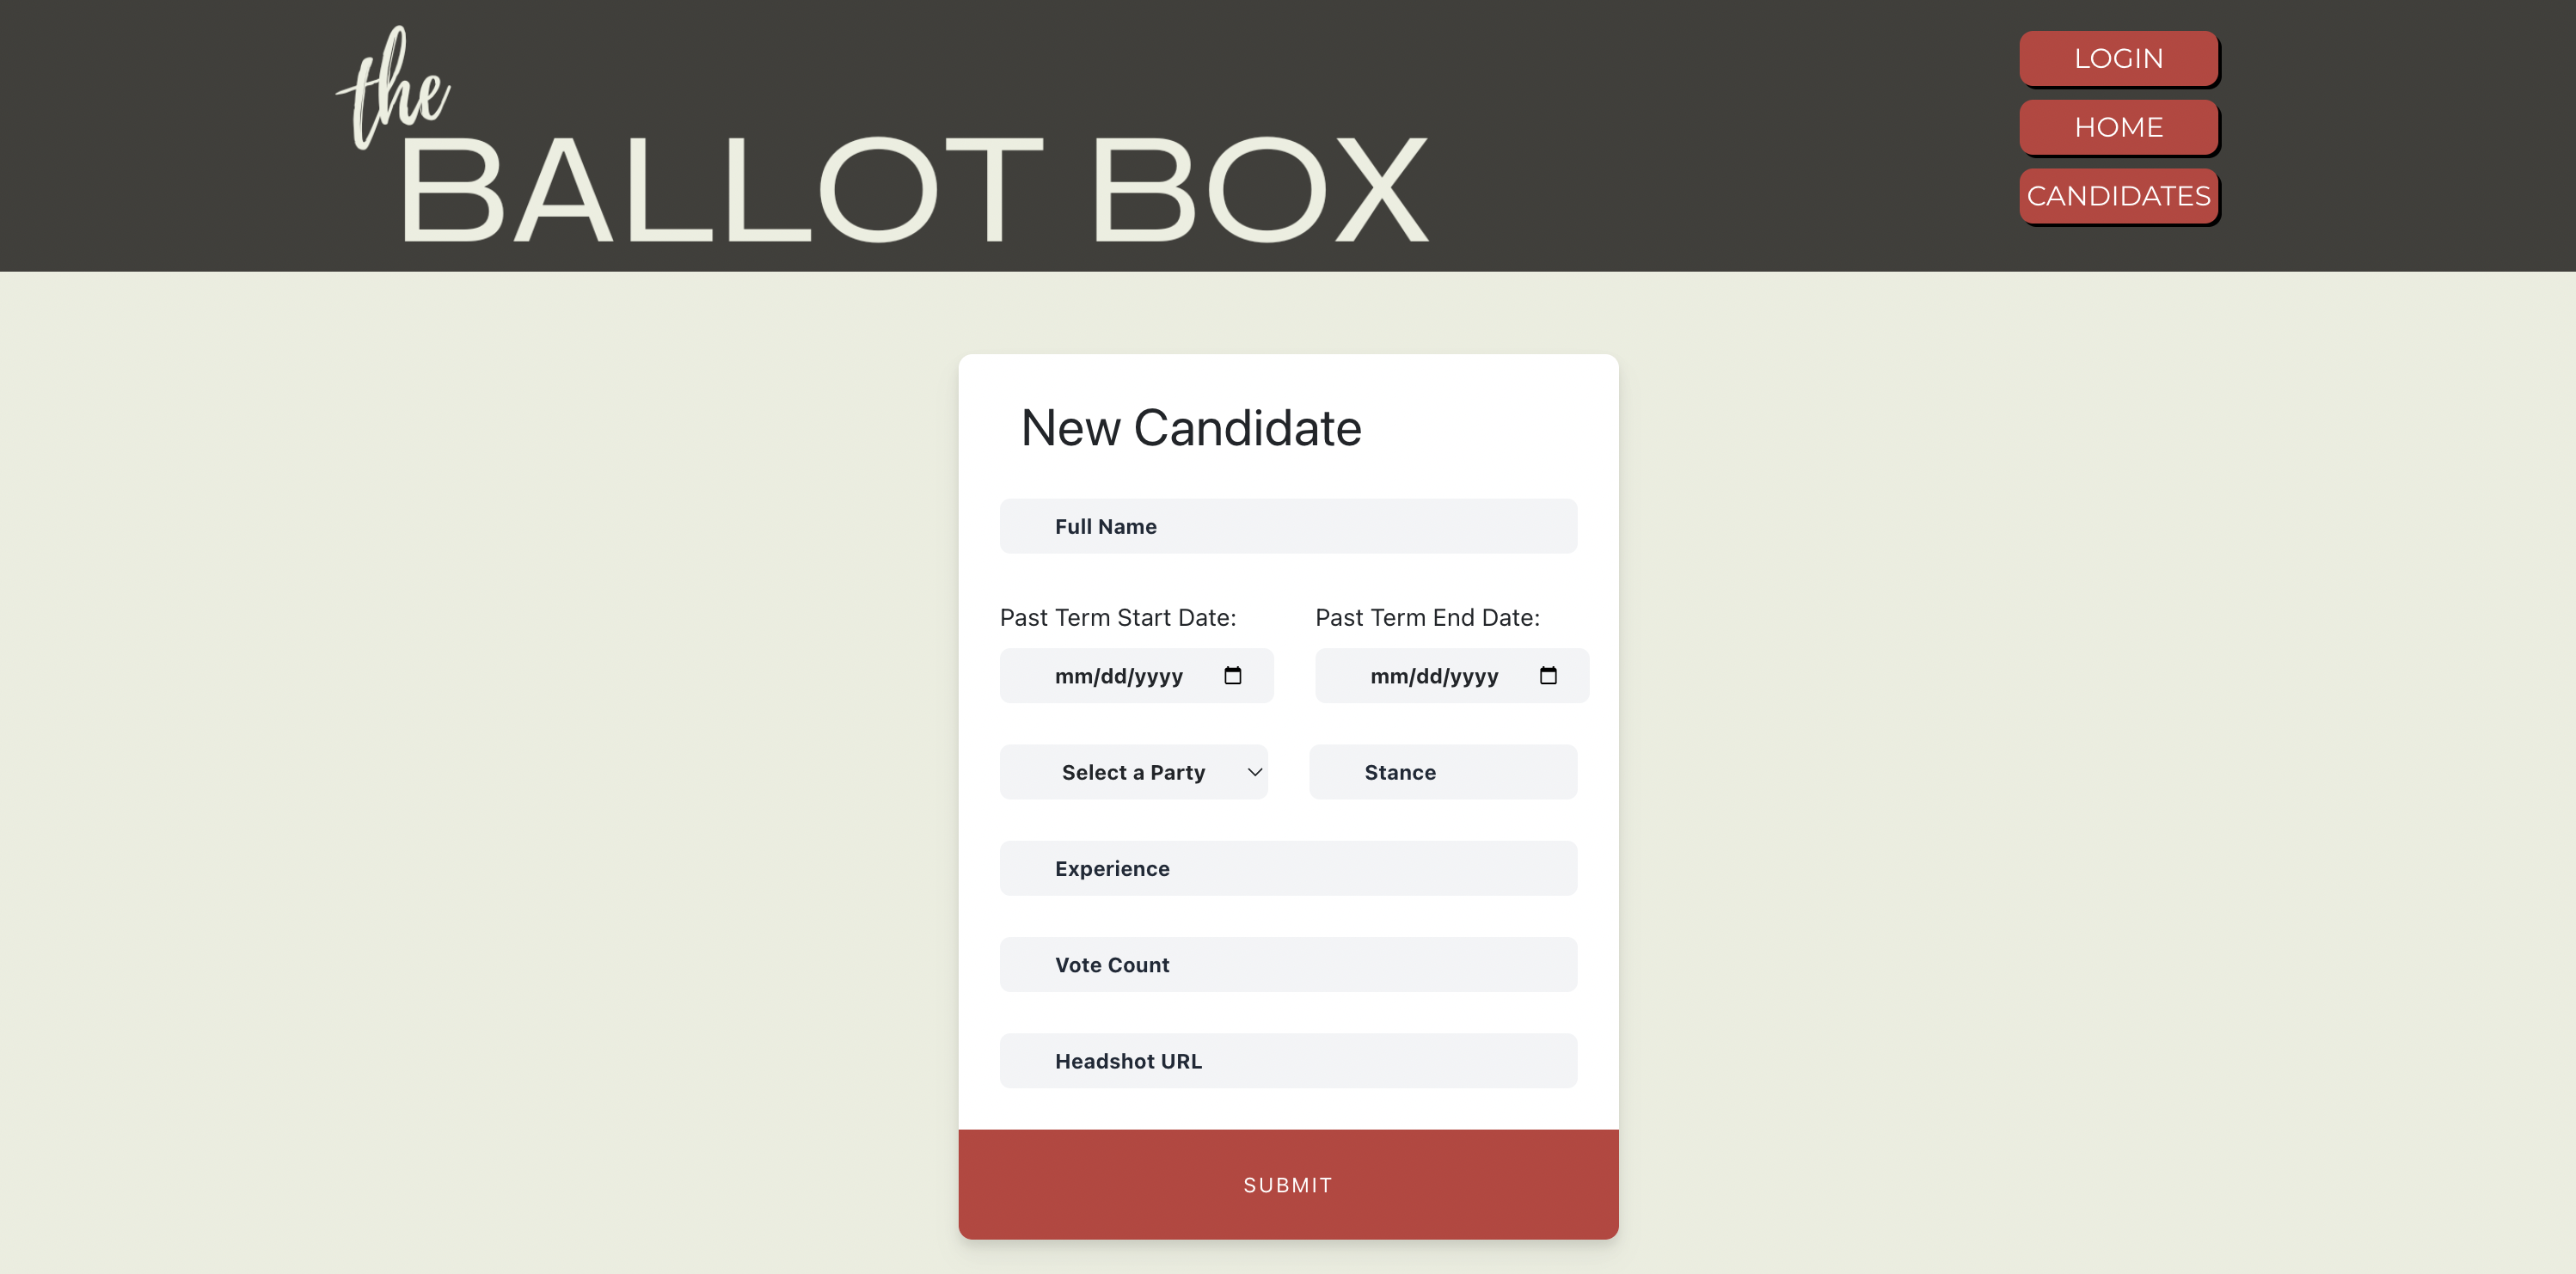 the
BALLOT BOX
LOGIN
HOME
CANDIDATES
New Candidate
Full Name
Past Term Start Date: Past Term End Date:
mm/dd/yyyy mm/dd/yyyy
Select a Party Stance
Experience
Vote Count
Headshot URL
SUBMIT